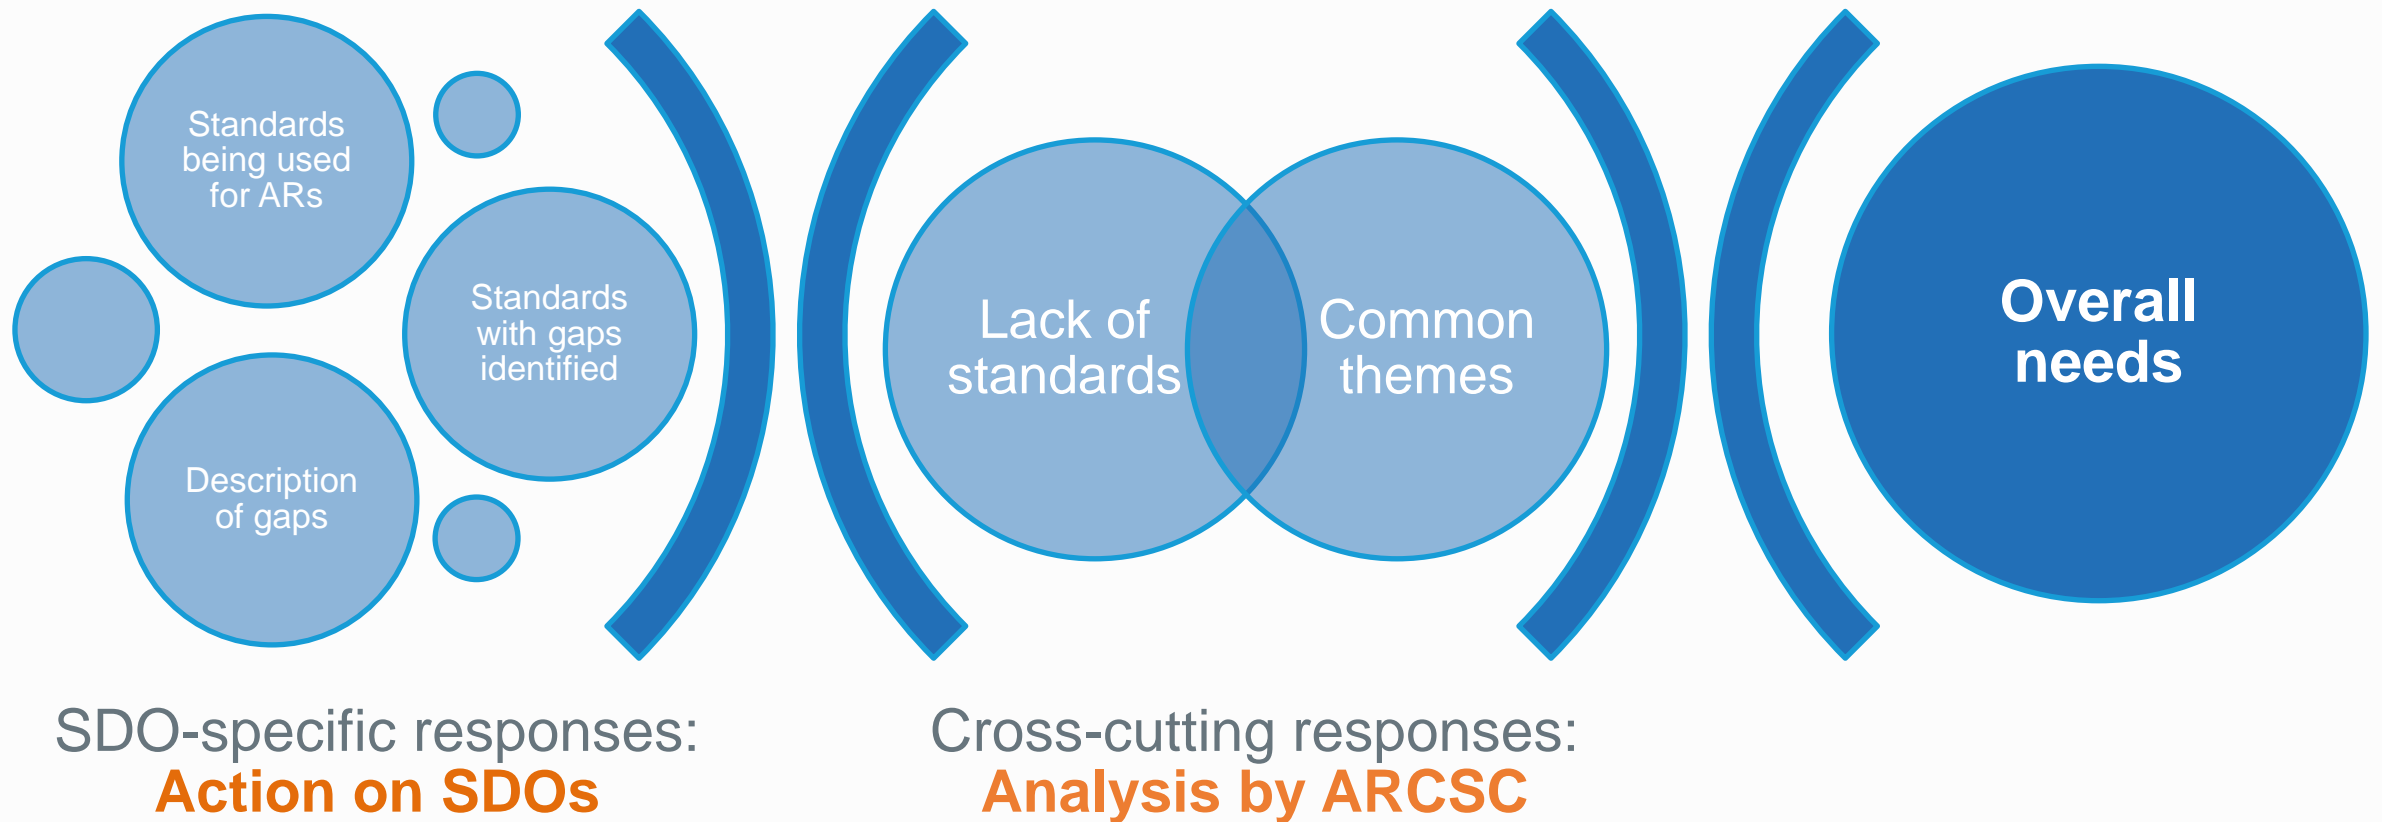 Standards
being used
for ARs
Standards
with gaps
identified
Description
of gaps
Lack of
standards
Common
themes
Overall
needs
SDO-specific responses:
Action on SDOs
Cross-cutting responses:
Analysis by ARCSC